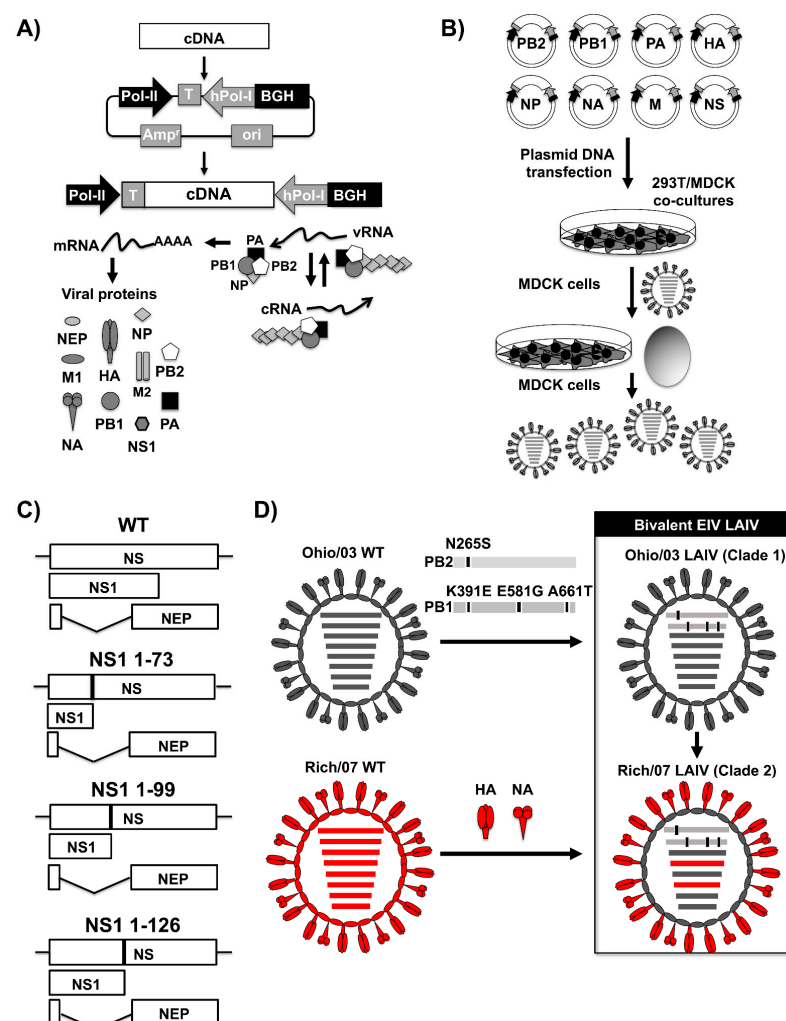 A)
cDNA
Pol-II T hPol-I BGH
Ampʳ ori
Pol-II T cDNA hPol-I BGH
mRNA AAAA PA vRNA
PB1 PB2
NP
cRNA
Viral proteins
NEP
HA
NP
PB2
M1
M2
NA
PB1
NS1
PA
B)
PB2 PB1 PA HA
NP NA M NS
Plasmid DNA
transfection
293T/MDCK
co-cultures
MDCK cells
MDCK cells
C)
WT
NS
NS1
NEP
NS1 1-73
NS
NS1
NEP
NS1 1-99
NS
NS1
NEP
NS1 1-126
NS
NS1
NEP
D)
Ohio/03 WT
N265S
PB2
K391E E581G A661T
PB1
Bivalent EIV LAIV
Ohio/03 LAIV (Clade 1)
Rich/07 WT
HA NA
Rich/07 LAIV (Clade 2)